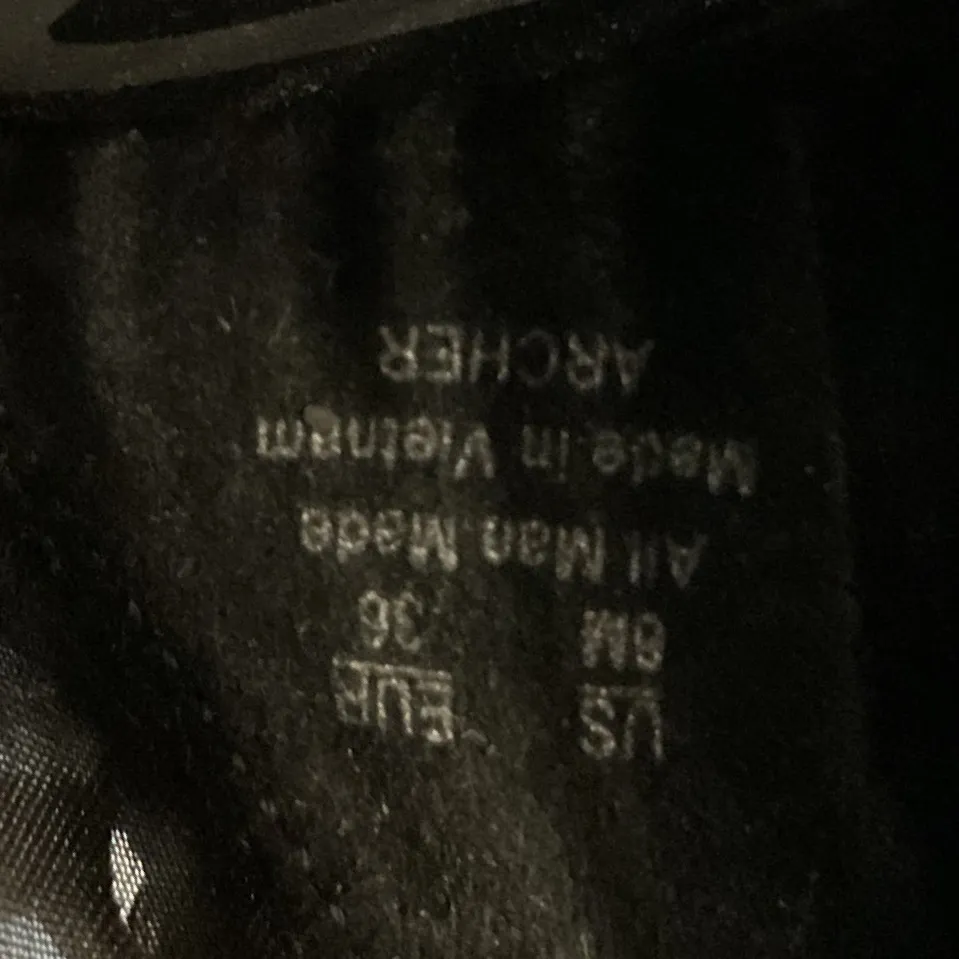 US EUR
6M 36
All Man Made
Made in Vietnam
ARCHER